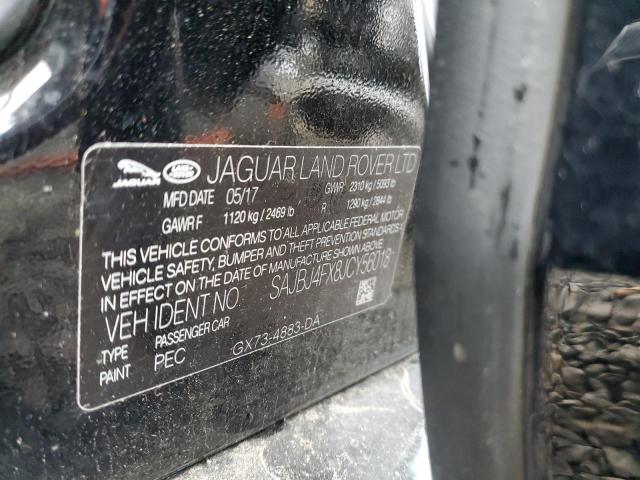 JAGUAR LAND ROVER JAGUAR LAND ROVER LTD
MFD DATE 05/17 GWR 2310 kg / 5093 lb
GAWR F 1120 kg / 2469 lb R 1290 kg / 2844 lb
THIS VEHICLE CONFORMS TO ALL APPLICABLE FEDERAL MOTOR
VEHICLE SAFETY, BUMPER AND THEFT PREVENTION STANDARDS
IN EFFECT ON THE DATE OF MANUFACTURE SHOWN ABOVE.
VEH IDENT NO. SAJBJ4FX8JCY56018
TYPE PASSENGER CAR
PAINT PEC GX73-4883-DA